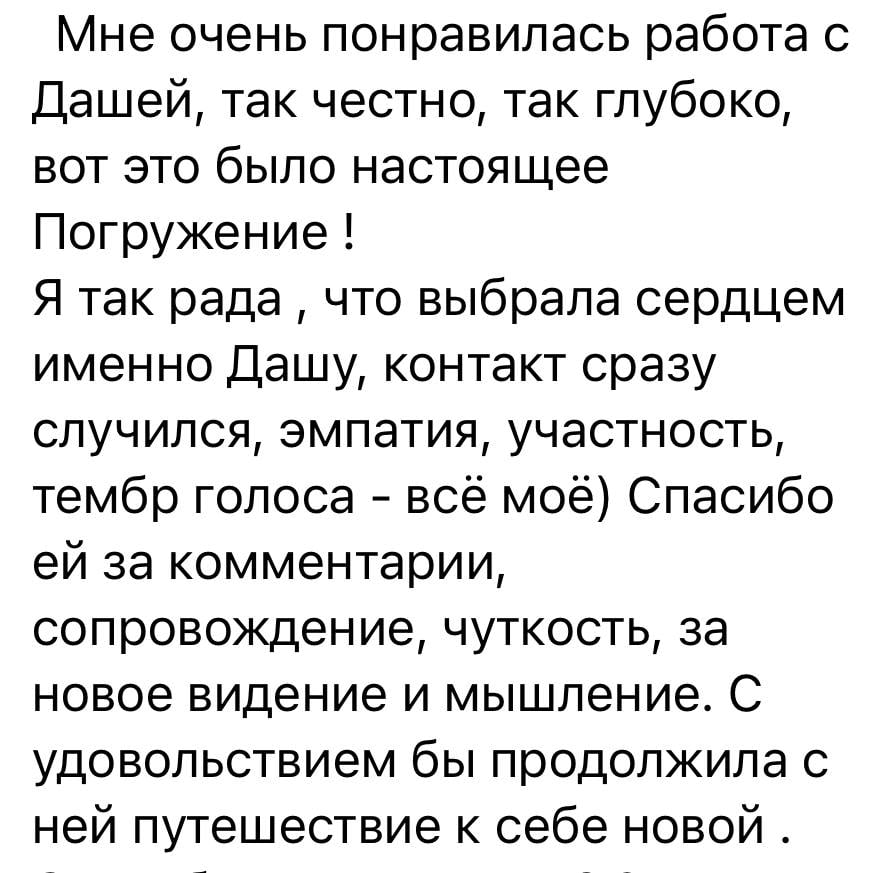 Мне очень понравилась работа с
Дашей, так честно, так глубоко,
вот это было настоящее
Погружение !
Я так рада , что выбрала сердцем
именно Дашу, контакт сразу
случился, эмпатия, участность,
тембр голоса - всё моё) Спасибо
ей за комментарии,
сопровождение, чуткость, за
новое видение и мышление. С
удовольствием бы продолжила с
ней путешествие к себе новой .